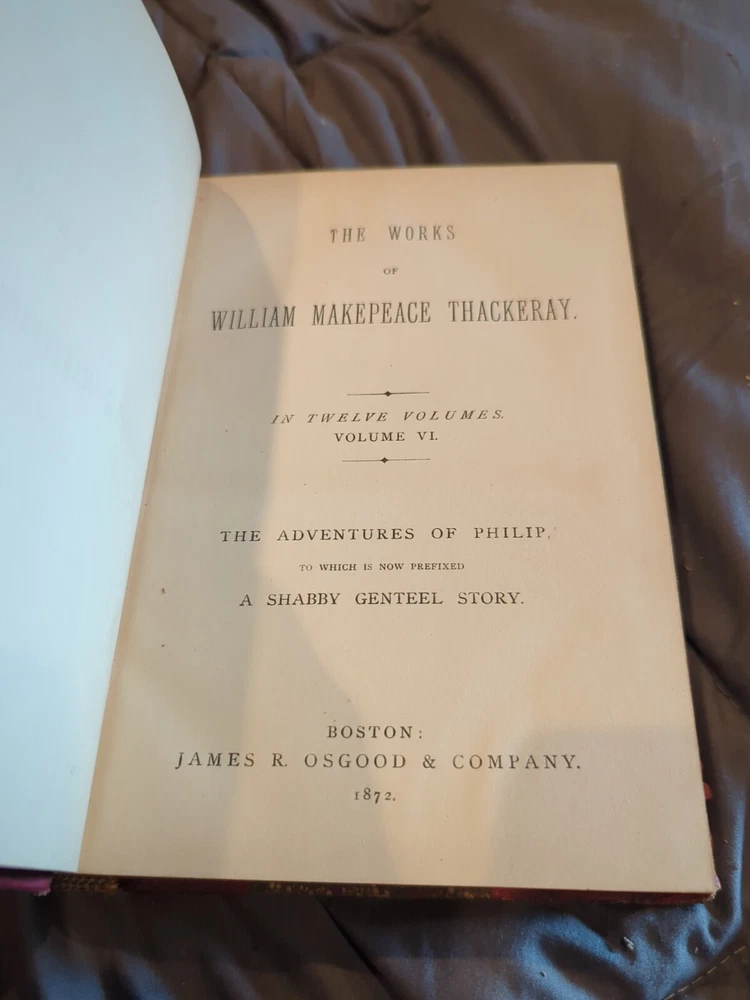 THE WORKS
OF
WILLIAM MAKEPEACE THACKERAY.
IN TWELVE VOLUMES.
VOLUME VI.
THE ADVENTURES OF PHILIP,
TO WHICH IS NOW PREFIXED
A SHABBY GENTEEL STORY.
BOSTON:
JAMES R. OSGOOD & COMPANY.
1872.